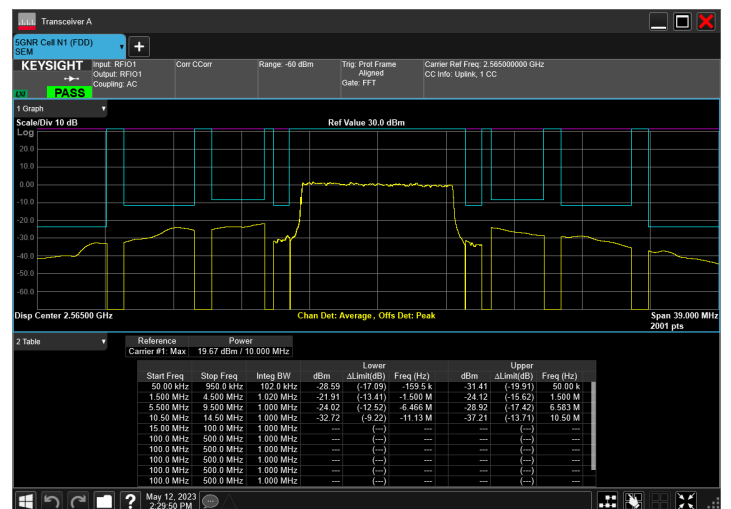 Transceiver A
5GNR Cell N1 (FDD)
SEM
KEYSIGHT
Input: RFIO1
Output: RFIO1
Coupling: AC
Corr CCorr
Range: -60 dBm
Trig: Prot Frame
Aligned
Gate: FFT
Carrier Ref Freq: 2.565000000 GHz
CC Info: Uplink, 1 CC
LXI PASS
1 Graph
Scale/Div 10 dB Ref Value 30.0 dBm
Log
20.0
10.0
0.00
-10.0
-20.0
-30.0
-40.0
-50.0
-60.0
Disp Center 2.56500 GHz Chan Det: Average, Offs Det: Peak Span 39.000 MHz
2001 pts
2 Table
Reference Power
Carrier #1: Max 19.67 dBm / 10.000 MHz
Lower Upper
Start Freq Stop Freq Integ BW dBm ΔLimit(dB) Freq (Hz) dBm ΔLimit(dB) Freq (Hz)
50.00 kHz 950.0 kHz 102.0 kHz -28.59 (-17.09) -159.5 k -31.41 (-19.91) 50.00 k
1.500 MHz 4.500 MHz 1.020 MHz -21.91 (-13.41) -1.500 M -24.12 (-15.62) 1.500 M
5.500 MHz 9.500 MHz 1.000 MHz -24.02 (-12.52) -6.466 M -28.92 (-17.42) 6.583 M
10.50 MHz 14.50 MHz 1.000 MHz -32.72 (-9.22) -11.13 M -37.21 (-13.71) 10.50 M
15.00 MHz 100.0 MHz 1.000 MHz --- (---) --- --- (---) ---
100.0 MHz 500.0 MHz 1.000 MHz --- (---) --- --- (---) ---
100.0 MHz 500.0 MHz 1.000 MHz --- (---) --- --- (---) ---
100.0 MHz 500.0 MHz 1.000 MHz --- (---) --- --- (---) ---
100.0 MHz 500.0 MHz 1.000 MHz --- (---) --- --- (---) ---
May 12, 2023
2:29:50 PM